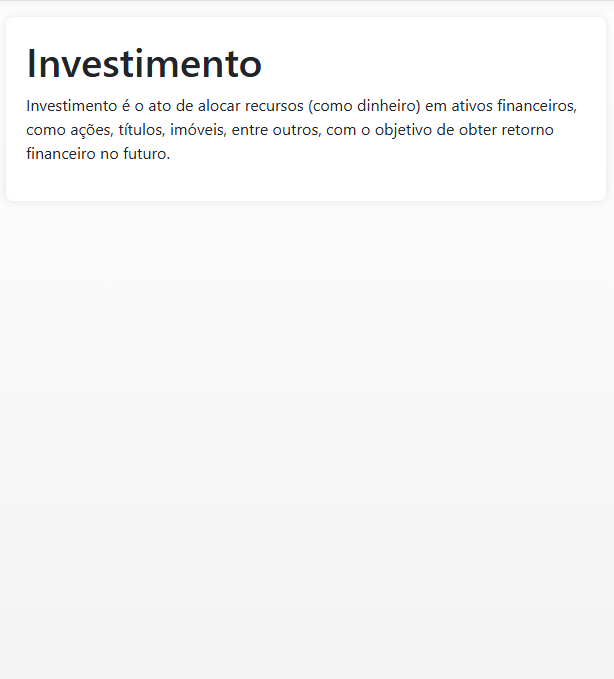 Investimento
Investimento é o ato de alocar recursos (como dinheiro) em ativos financeiros,
como ações, títulos, imóveis, entre outros, com o objetivo de obter retorno
financeiro no futuro.